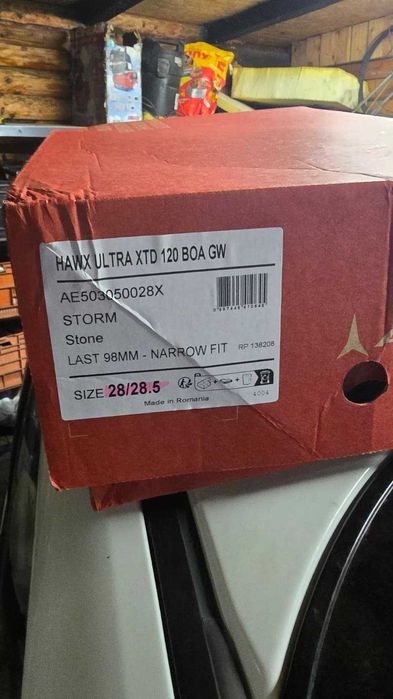 HAWX ULTRA XTD 120 BOA GW
AE503050028X
STORM
Stone
LAST 98MM - NARROW FIT RP 138208
SIZE 28/28.5
Made in Romania
4004